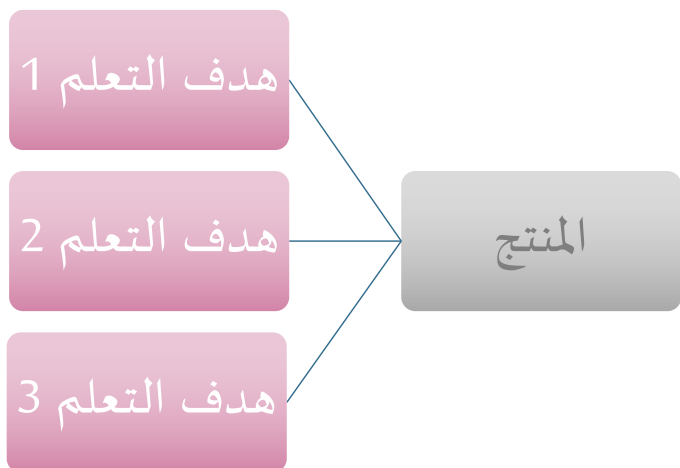 هدف التعلم 1
هدف التعلم 2
المنتج
هدف التعلم 3